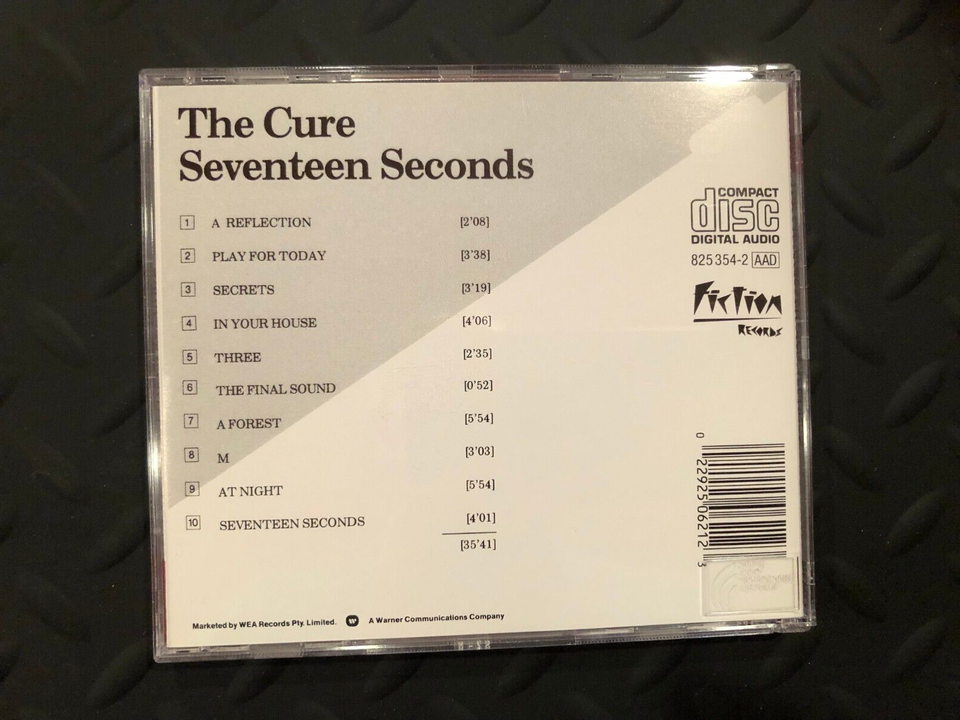 The Cure
Seventeen Seconds
1 A REFLECTION [2'08]
2 PLAY FOR TODAY [3'38]
3 SECRETS [3'19]
4 IN YOUR HOUSE [4'06]
5 THREE [2'35]
6 THE FINAL SOUND [0'52]
7 A FOREST [5'54]
8 M [3'03]
9 AT NIGHT [5'54]
10 SEVENTEEN SECONDS [4'01]
[35'41]
COMPACT
disc
DIGITAL AUDIO
825 354-2 AAD
Fiction
Records
0 22925 06212 3
Marketed by WEA Records Pty. Limited. W A Warner Communications Company